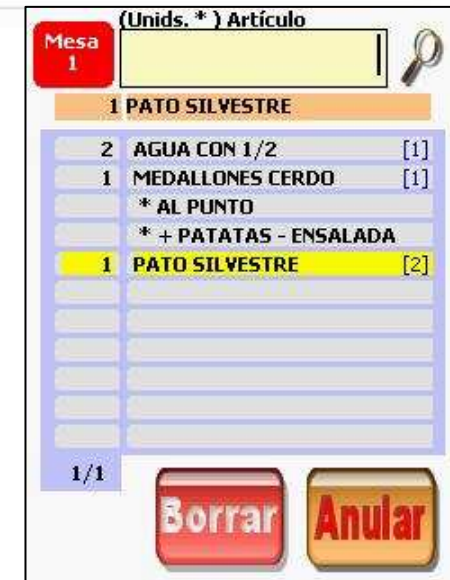 (Unids. * ) Artículo
Mesa
1
1 PATO SILVESTRE
2 AGUA CON 1/2 [1]
1 MEDALLONES CERDO [1]
* AL PUNTO
* + PATATAS - ENSALADA
1 PATO SILVESTRE [2]
1/1
Borrar Anular